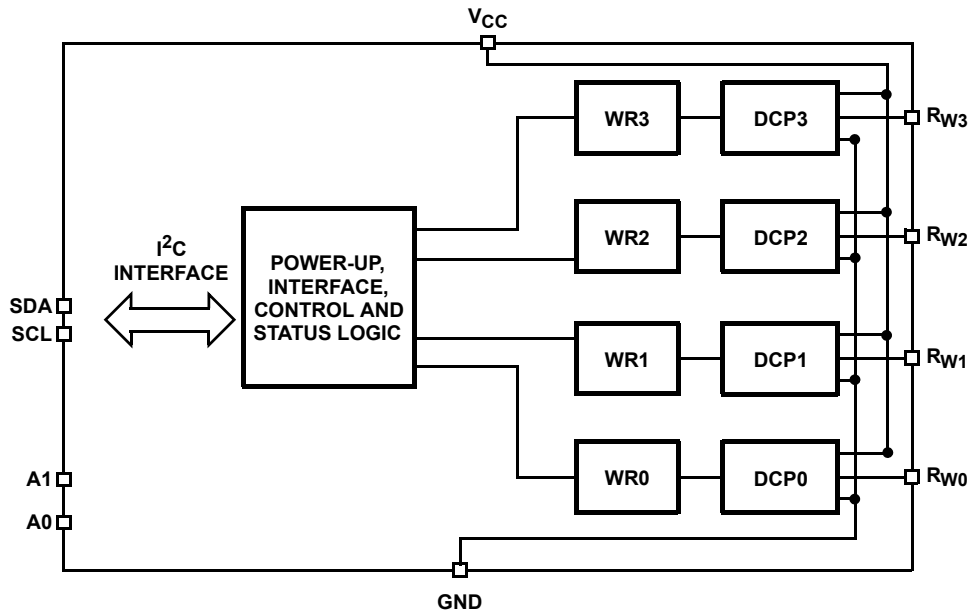 VCC
WR3
DCP3
RW3
WR2
DCP2
RW2
I2C
INTERFACE
POWER-UP,
INTERFACE,
CONTROL AND
STATUS LOGIC
SDA
SCL
WR1
DCP1
RW1
A1
A0
WR0
DCP0
RW0
GND